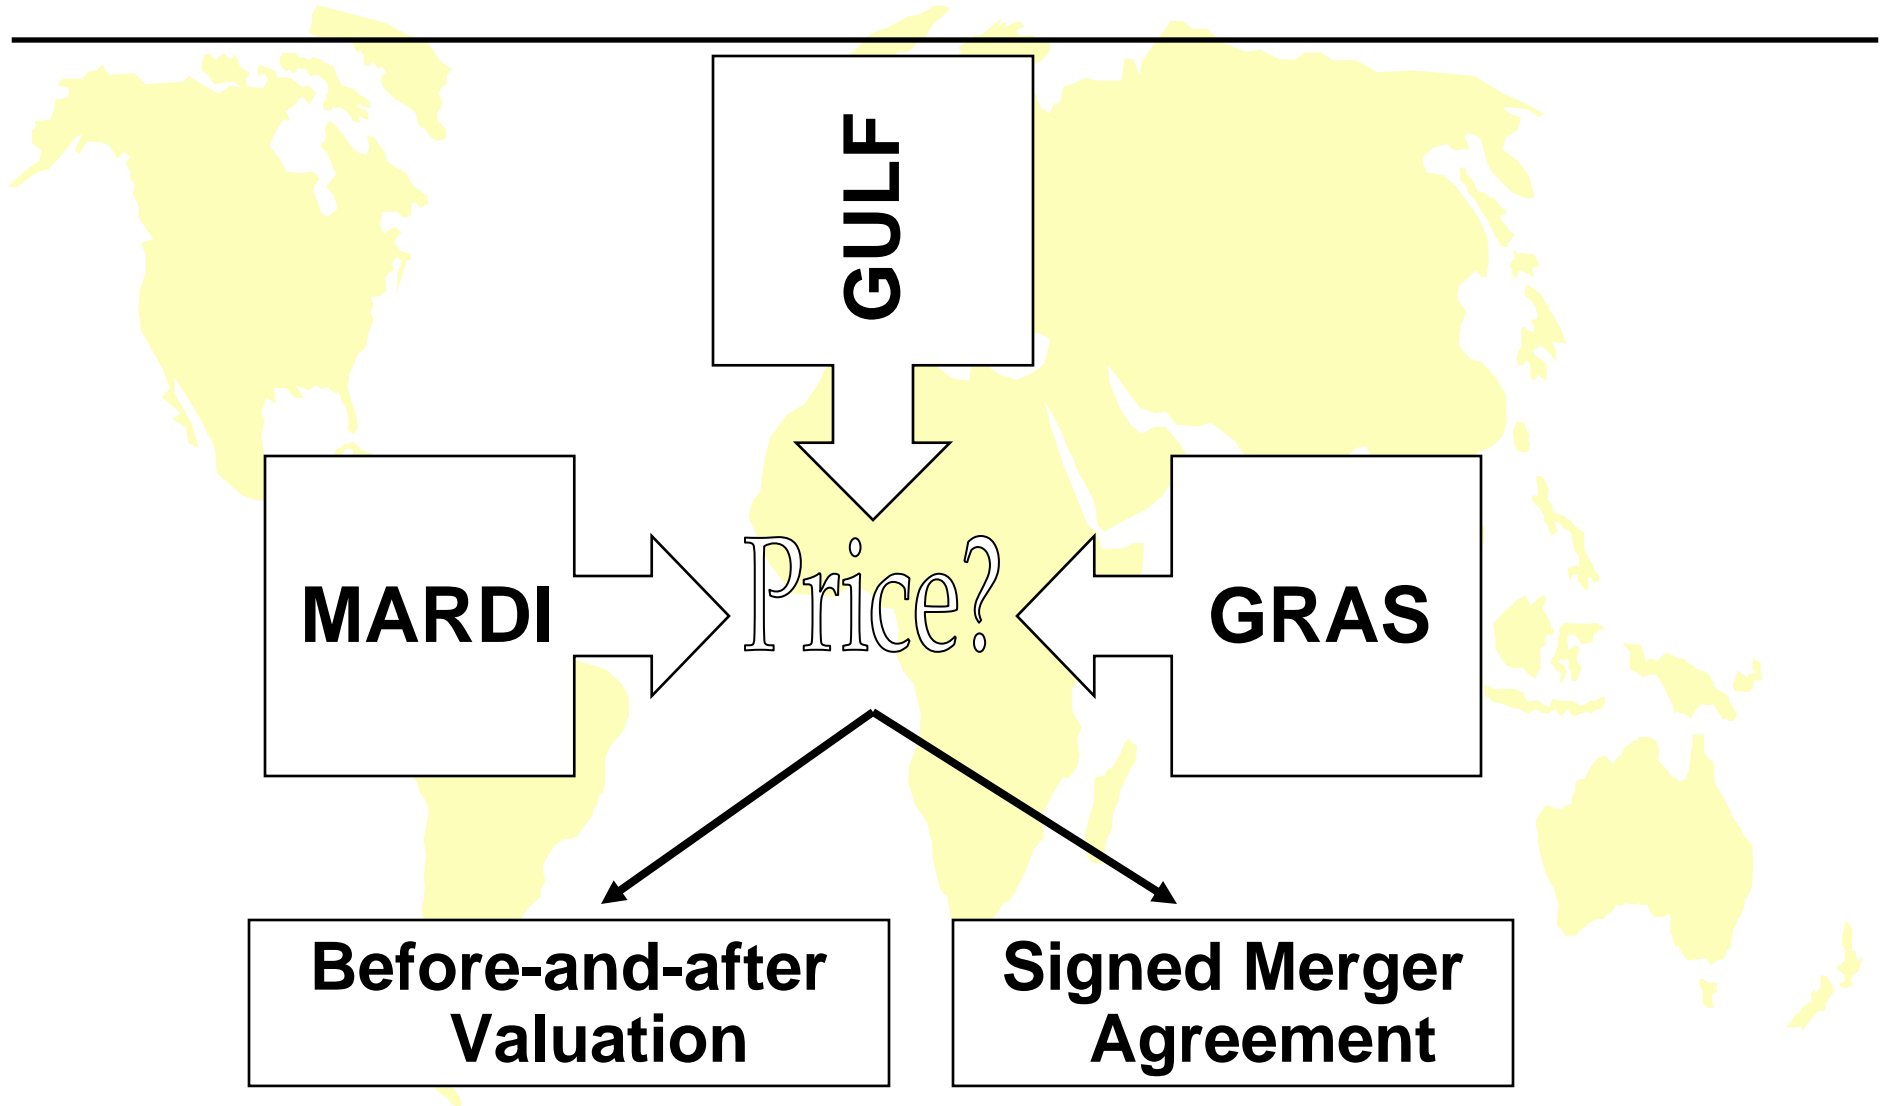 GULF
MARDI
Price?
GRAS
Before-and-after
Valuation
Signed Merger
Agreement